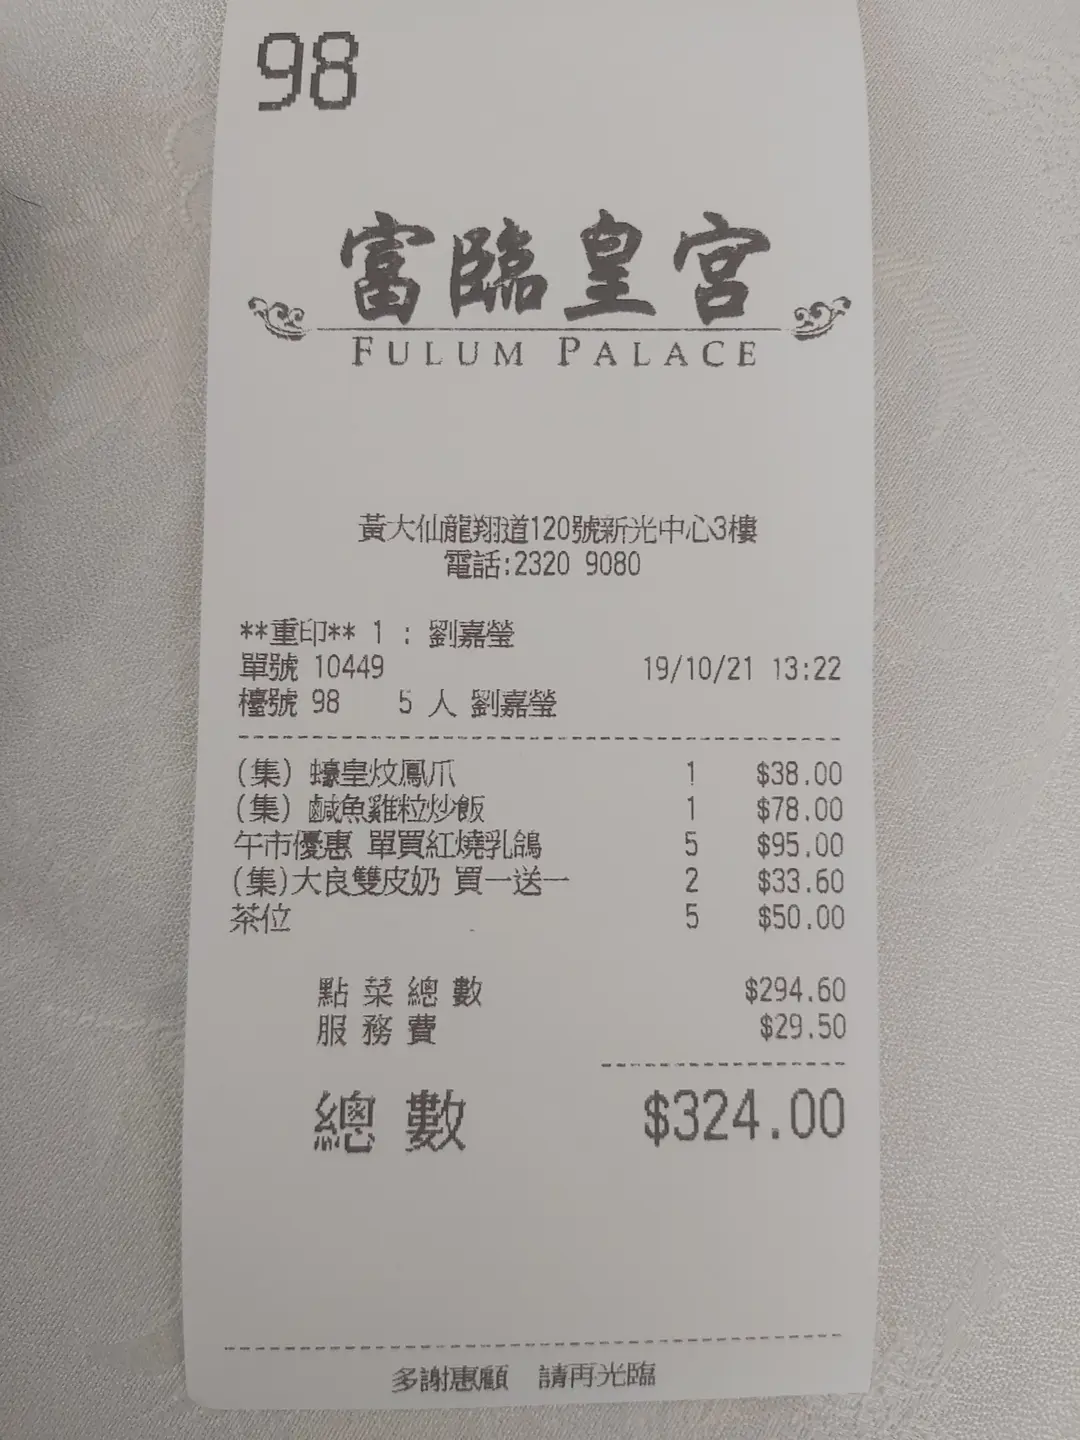 98
富臨皇宮
FULUM PALACE
黃大仙龍翔道120號新光中心3樓
電話:2320 9080
**重印** 1 : 劉嘉瑩
單號 10449 19/10/21 13:22
檯號 98 5 人 劉嘉瑩
(集) 蠔皇炆鳳爪 1 $38.00
(集) 鹹魚雞粒炒飯 1 $78.00
午市優惠 單買紅燒乳鴿 5 $95.00
(集)大良雙皮奶 買一送一 2 $33.60
茶位 5 $50.00
點菜總數 $294.60
服務費 $29.50
總數 $324.00
多謝惠顧 請再光臨